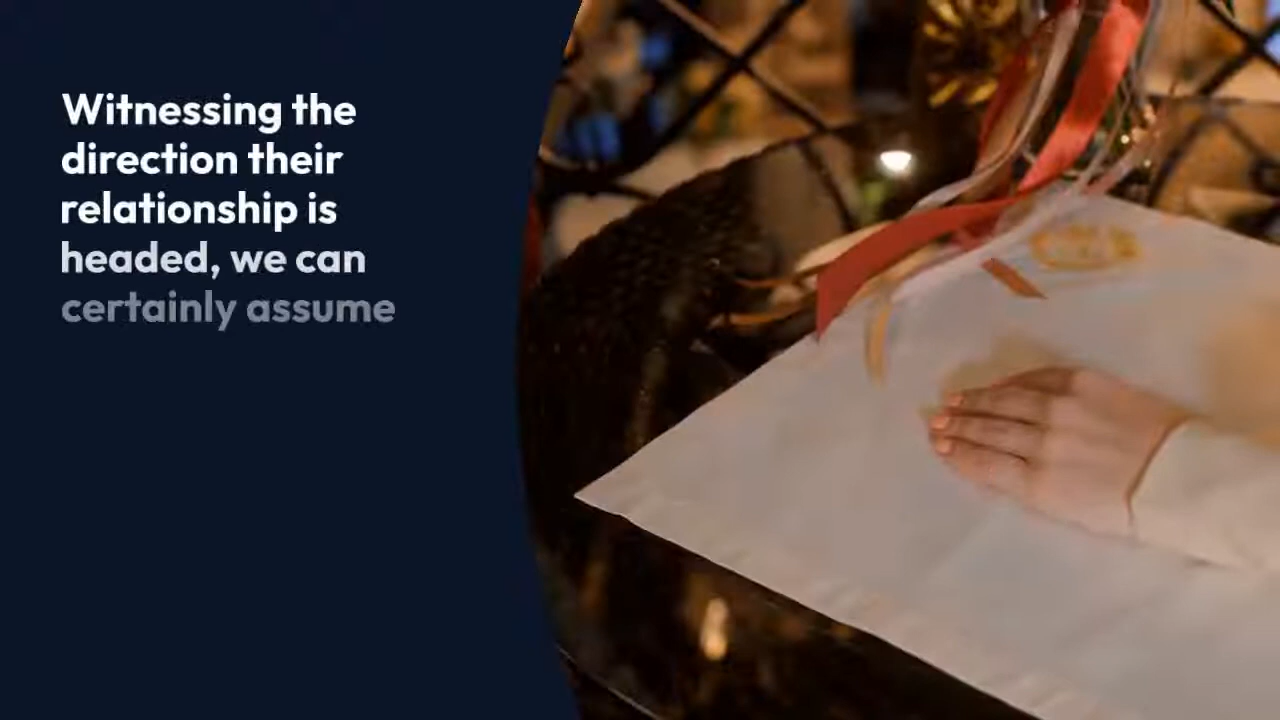 Witnessing the
direction their
relationship is
headed, we can
certainly assume